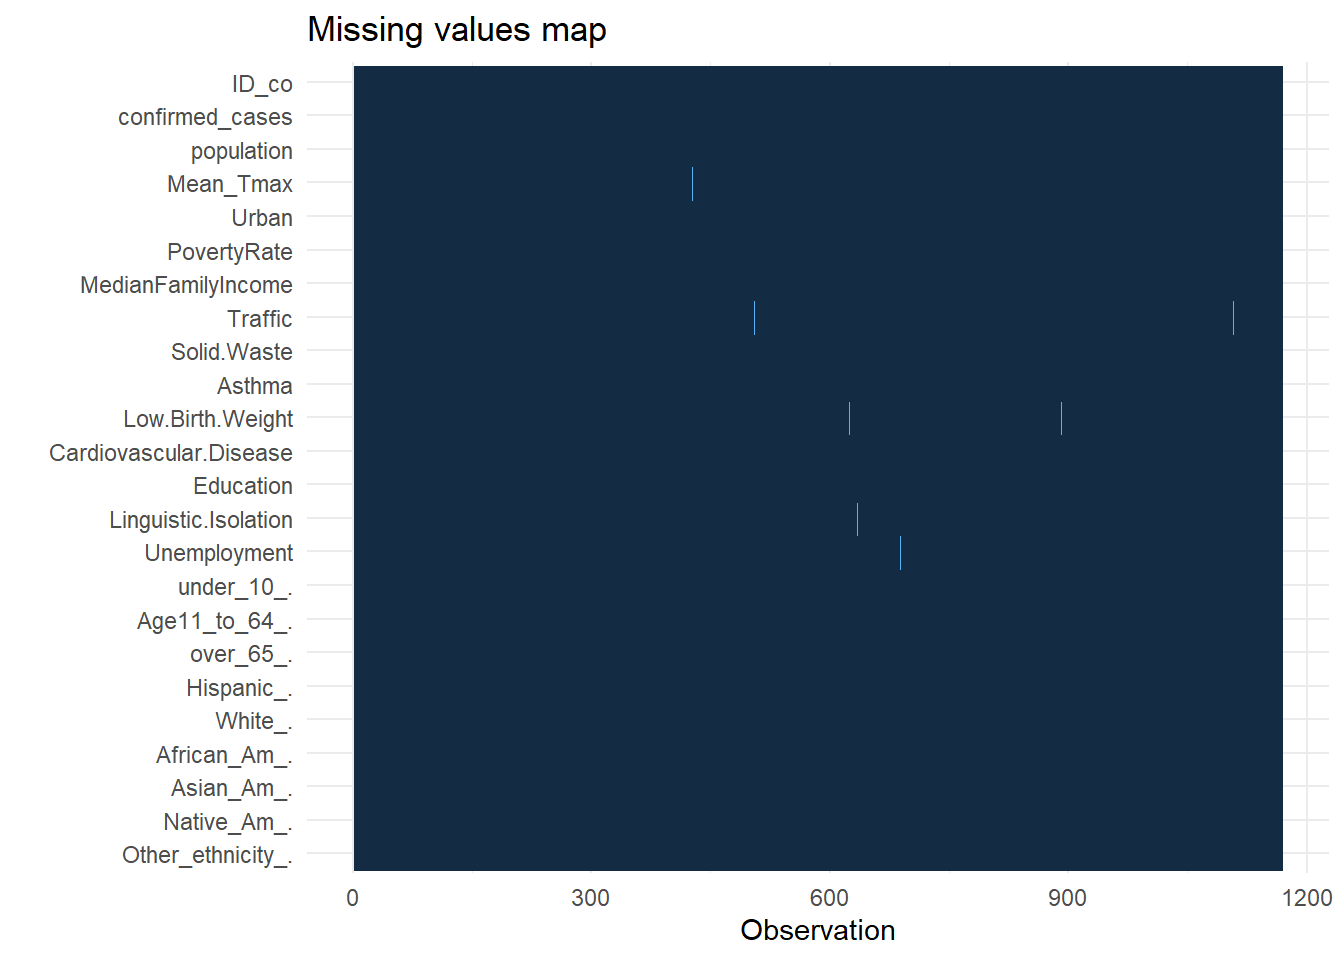 Missing values map
ID_co
confirmed_cases
population
Mean_Tmax
Urban
PovertyRate
MedianFamilyIncome
Traffic
Solid.Waste
Asthma
Low.Birth.Weight
Cardiovascular.Disease
Education
Linguistic.Isolation
Unemployment
under_10_.
Age11_to_64_.
over_65_.
Hispanic_.
White_.
African_Am_.
Asian_Am_.
Native_Am_.
Other_ethnicity_.
0 300 600 900 1200
Observation